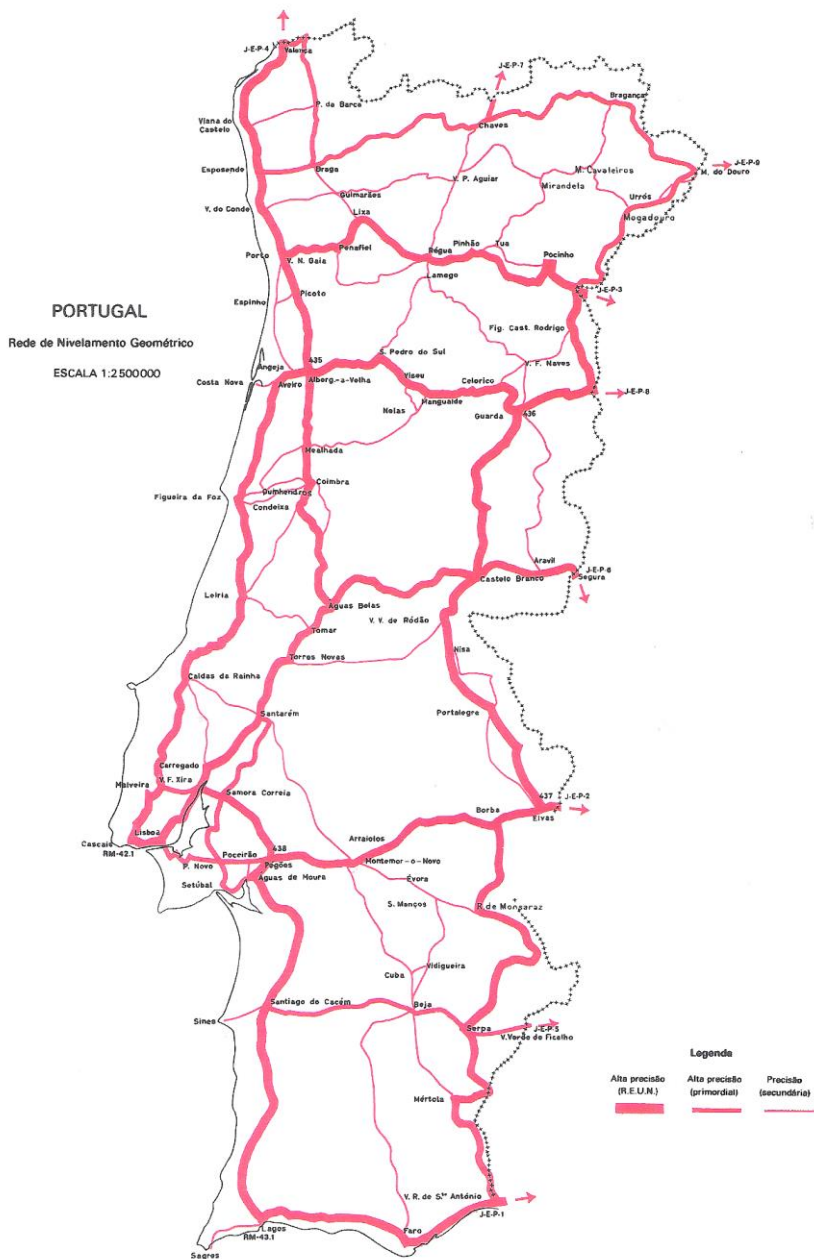 J-E-P-4
Valença
J-E-P-7
Bragança
P. da Barca
Viana do
Castelo
Chaves
J-E-P-9
M. do Douro
Esposende
Braga
V. P. Aguiar
M. Cavaleiros
Mirandela
Guimarães
Urrós
V. do Conde
Lixa
Mogadouro
Porto
V. N. Gaia
Penafiel
Régua
Pinhão
Tua
Pocinho
Lamego
J-E-P-3
Picoto
Espinho
PORTUGAL
Rede de Nivelamento Geométrico
ESCALA 1:2500000
Fig. Cast. Rodrigo
435
S. Pedro do Sul
Angeja
V. F. Naves
Costa Nova
Aveiro
Alberg.-a-Velha
Viseu
Celorico
J-E-P-8
Nelas
Mangualde
Guarda
436
Mealhada
Coimbra
Figueira da Foz
Condeixa
Aravil
J-E-P-6
Castelo Branco
Segura
Leiria
Águas Belas
V. V. de Ródão
Tomar
Nisa
Torres Novas
Caldas da Rainha
Santarém
Portalegre
Carregado
V. F. Xira
Malveira
Samora Correia
437
J-E-P-2
Borba
Elvas
Lisboa
Cascais
RM-42.1
438
Arraiolos
P. Novo
Poceirão
Pegões
Montemor-o-Novo
Setúbal
Águas de Moura
Évora
S. Manços
R. de Monsaraz
Vidigueira
Cuba
Santiago do Cacém
Beja
Sines
Serpa
J-E-P-5
V. Verde de Ficalho
Legenda
Alta precisão
(R.E.U.N.)
Alta precisão
(primordial)
Precisão
(secundária)
Mértola
V. R. de S.ᵗᵒ António
J-E-P-1
Lagos
RM-43.1
Faro
Sagres